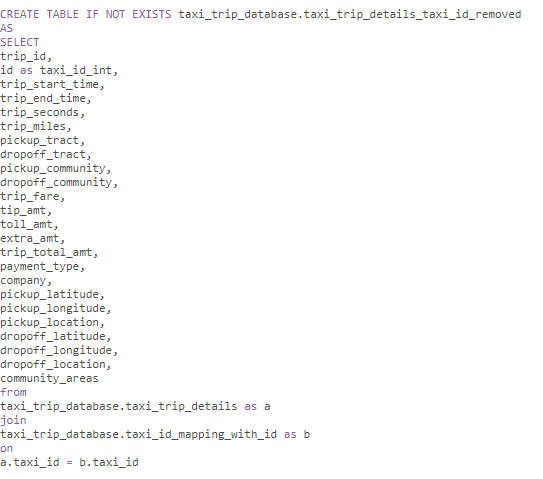 CREATE TABLE IF NOT EXISTS taxi_trip_database.taxi_trip_details_taxi_id_removed
AS
SELECT
trip_id,
id as taxi_id_int,
trip_start_time,
trip_end_time,
trip_seconds,
trip_miles,
pickup_tract,
dropoff_tract,
pickup_community,
dropoff_community,
trip_fare,
tip_amt,
toll_amt,
extra_amt,
trip_total_amt,
payment_type,
company,
pickup_latitude,
pickup_longitude,
pickup_location,
dropoff_latitude,
dropoff_longitude,
dropoff_location,
community_areas
from
taxi_trip_database.taxi_trip_details as a
join
taxi_trip_database.taxi_id_mapping_with_id as b
on
a.taxi_id = b.taxi_id